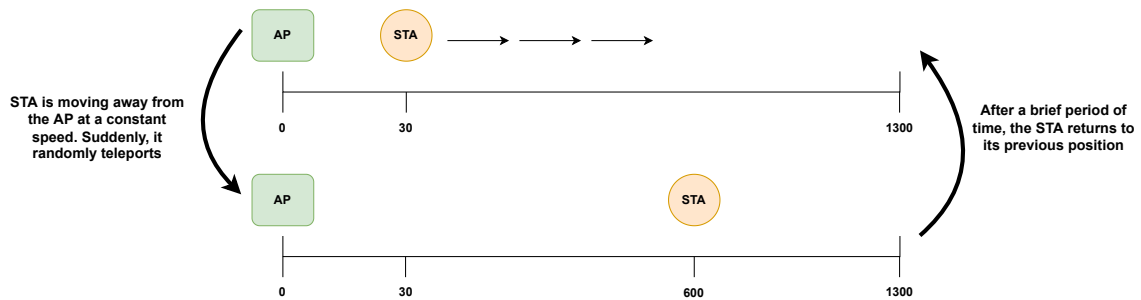 AP
STA
STA is moving away from
the AP at a constant
speed. Suddenly, it
randomly teleports
After a brief period of
time, the STA returns to
its previous position
0
30
1300
AP
STA
0
30
600
1300